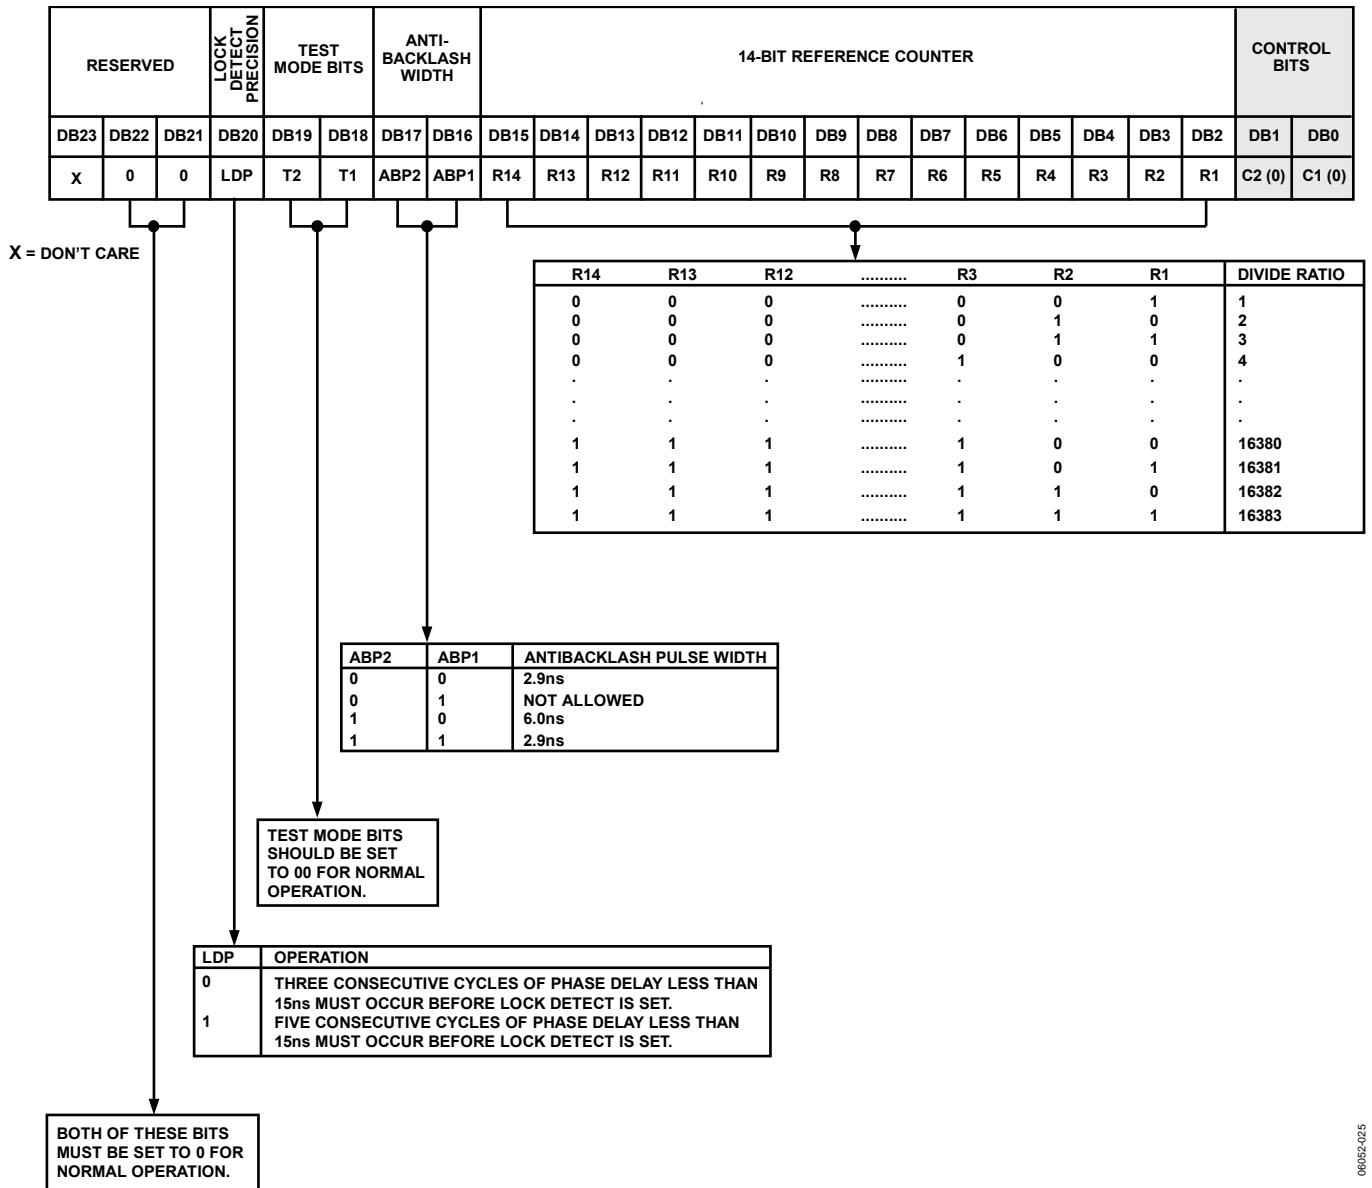 RESERVED
LOCK
DETECT
PRECISION
TEST
MODE BITS
ANTI-
BACKLASH
WIDTH
14-BIT REFERENCE COUNTER
CONTROL
BITS
DB23 DB22 DB21 DB20 DB19 DB18 DB17 DB16 DB15 DB14 DB13 DB12 DB11 DB10 DB9 DB8 DB7 DB6 DB5 DB4 DB3 DB2 DB1 DB0
X 0 0 LDP T2 T1 ABP2 ABP1 R14 R13 R12 R11 R10 R9 R8 R7 R6 R5 R4 R3 R2 R1 C2 (0) C1 (0)
X = DON'T CARE
R14 R13 R12 .......... R3 R2 R1 DIVIDE RATIO
0 0 0 .......... 0 0 1 1
0 0 0 .......... 0 1 0 2
0 0 0 .......... 0 1 1 3
0 0 0 .......... 1 0 0 4
. . . .......... . . . .
. . . .......... . . . .
. . . .......... . . . .
1 1 1 .......... 1 0 0 16380
1 1 1 .......... 1 0 1 16381
1 1 1 .......... 1 1 0 16382
1 1 1 .......... 1 1 1 16383
ABP2 ABP1 ANTIBACKLASH PULSE WIDTH
0 0 2.9ns
0 1 NOT ALLOWED
1 0 6.0ns
1 1 2.9ns
TEST MODE BITS
SHOULD BE SET
TO 00 FOR NORMAL
OPERATION.
LDP OPERATION
0 THREE CONSECUTIVE CYCLES OF PHASE DELAY LESS THAN
15ns MUST OCCUR BEFORE LOCK DETECT IS SET.
1 FIVE CONSECUTIVE CYCLES OF PHASE DELAY LESS THAN
15ns MUST OCCUR BEFORE LOCK DETECT IS SET.
BOTH OF THESE BITS
MUST BE SET TO 0 FOR
NORMAL OPERATION.
06052-025